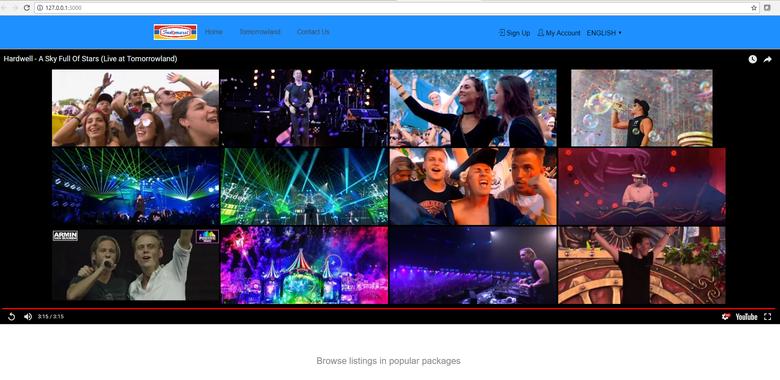 127.0.0.1:3000
Indomaret
Home
Tomorrowland
Contact Us
Sign Up
My Account
ENGLISH
Hardwell - A Sky Full Of Stars (Live at Tomorrowland)
ARMIN
3:15 / 3:15
YouTube
Browse listings in popular packages